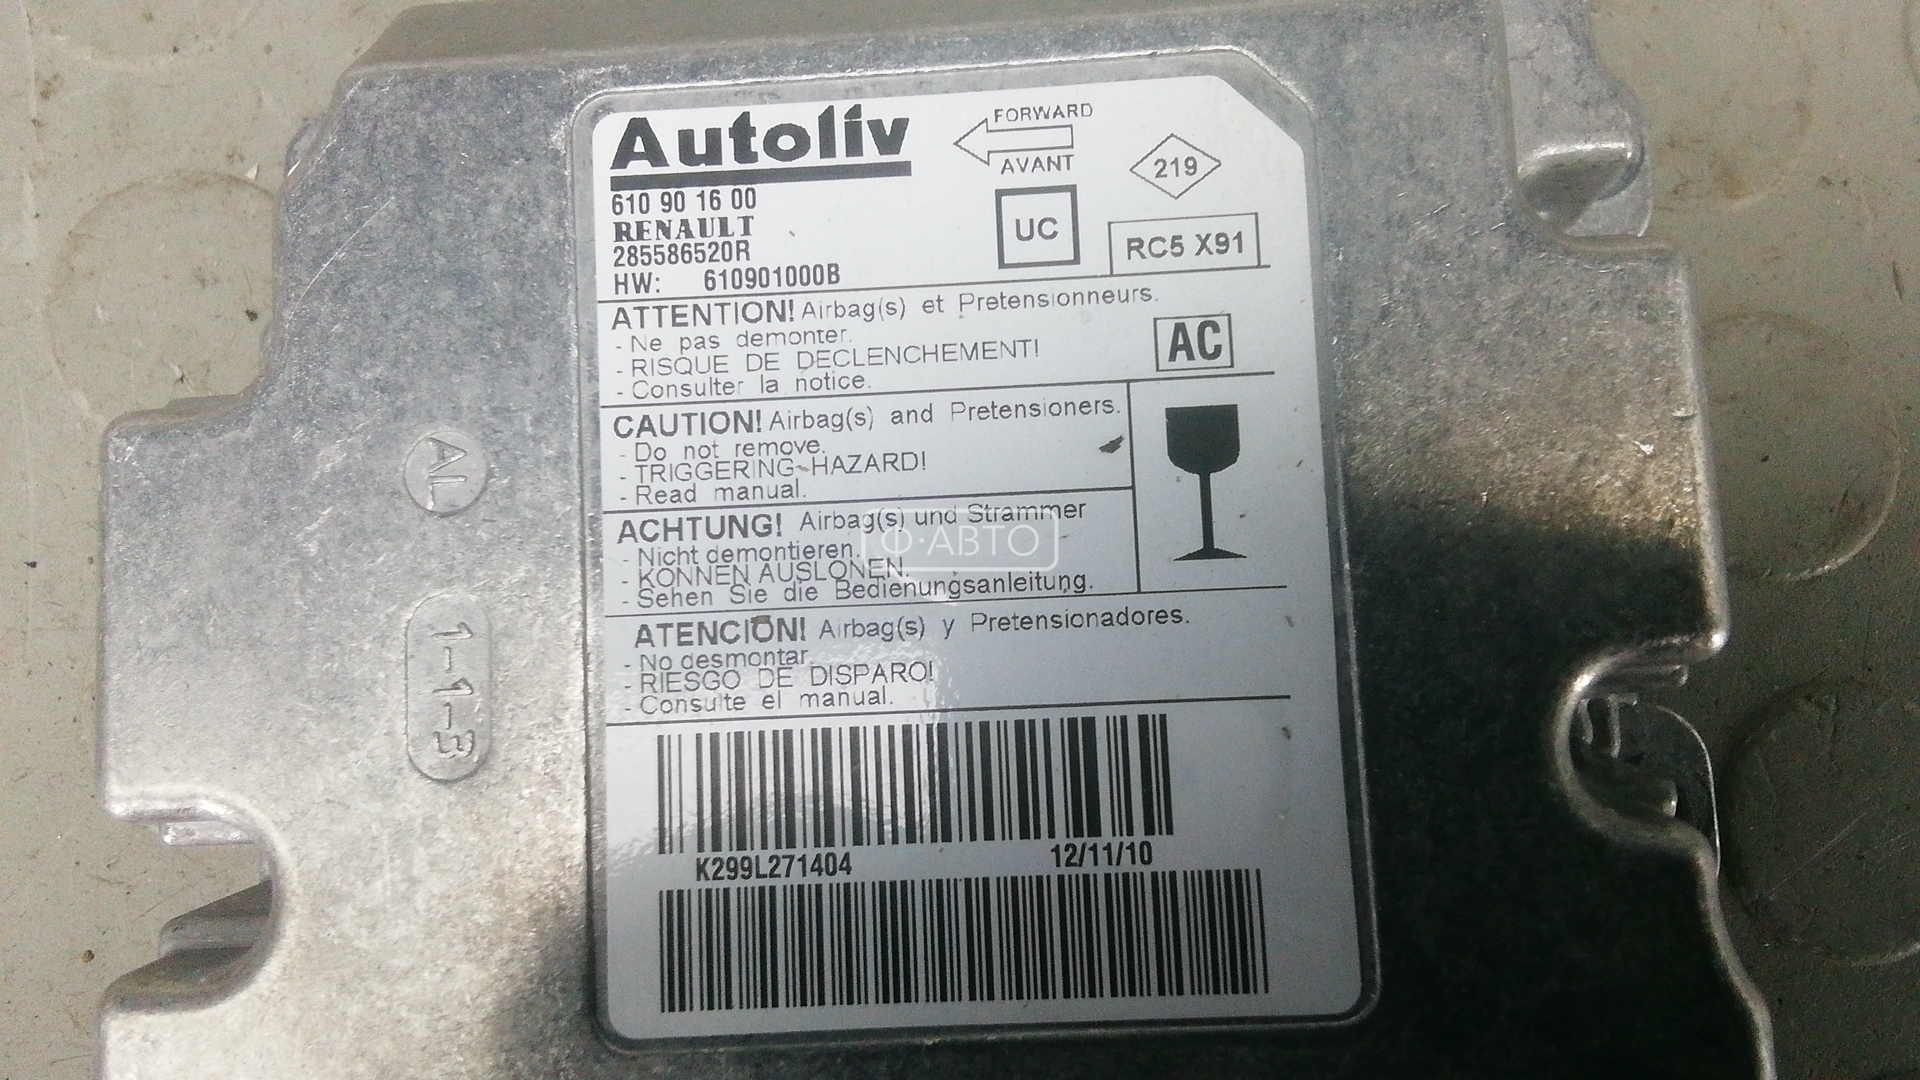 Autoliv
FORWARD
AVANT
219
610 90 16 00
RENAULT
285586520R
HW: 610901000B
UC
RC5 X91
ATTENTION! Airbag(s) et Pretensionneurs.
- Ne pas demonter.
- RISQUE DE DECLENCHEMENT!
- Consulter la notice.
AC
CAUTION! Airbag(s) and Pretensioners.
- Do not remove.
- TRIGGERING HAZARD!
- Read manual.
ACHTUNG! Airbag(s) und Strammer
- Nicht demontieren.
- KONNEN AUSLONEN.
- Sehen Sie die Bedienungsanleitung.
Ф·АВТО
ATENCION! Airbag(s) y Pretensionadores.
- No desmontar.
- RIESGO DE DISPARO!
- Consulte el manual.
K299L271404 12/11/10
AL
1-1-3